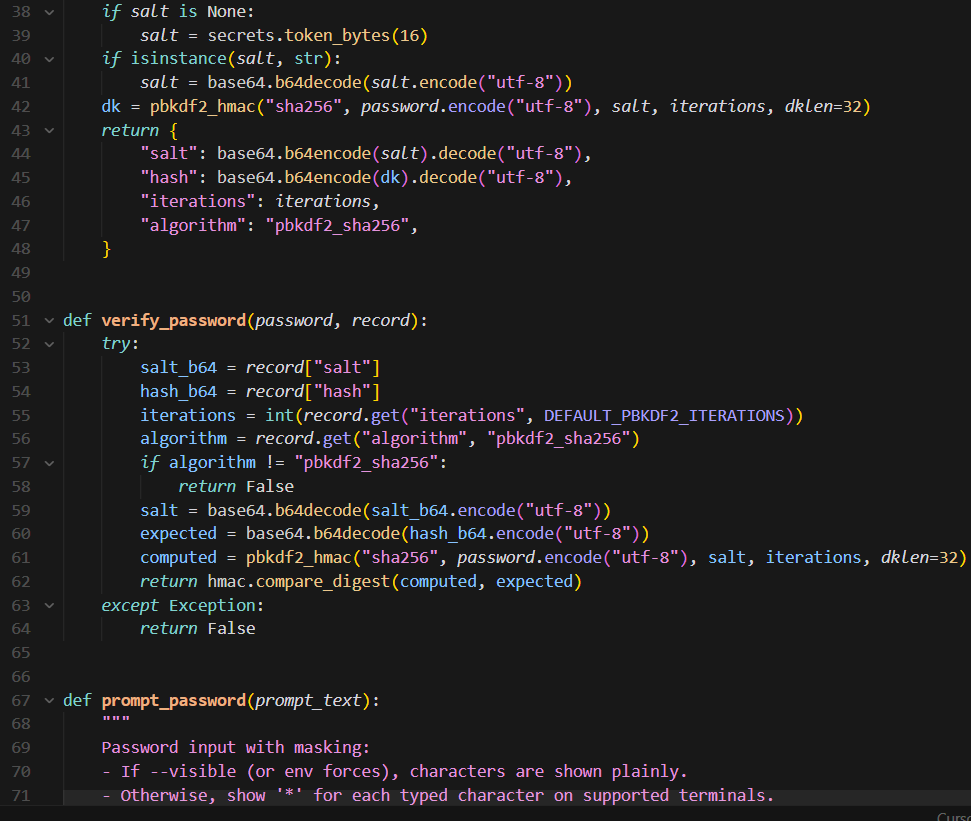 38 if salt is None:
39 salt = secrets.token_bytes(16)
40 if isinstance(salt, str):
41 salt = base64.b64decode(salt.encode("utf-8"))
42 dk = pbkdf2_hmac("sha256", password.encode("utf-8"), salt, iterations, dklen=32)
43 return {
44 "salt": base64.b64encode(salt).decode("utf-8"),
45 "hash": base64.b64encode(dk).decode("utf-8"),
46 "iterations": iterations,
47 "algorithm": "pbkdf2_sha256",
48 }
49
50
51 def verify_password(password, record):
52 try:
53 salt_b64 = record["salt"]
54 hash_b64 = record["hash"]
55 iterations = int(record.get("iterations", DEFAULT_PBKDF2_ITERATIONS))
56 algorithm = record.get("algorithm", "pbkdf2_sha256")
57 if algorithm != "pbkdf2_sha256":
58 return False
59 salt = base64.b64decode(salt_b64.encode("utf-8"))
60 expected = base64.b64decode(hash_b64.encode("utf-8"))
61 computed = pbkdf2_hmac("sha256", password.encode("utf-8"), salt, iterations, dklen=32)
62 return hmac.compare_digest(computed, expected)
63 except Exception:
64 return False
65
66
67 def prompt_password(prompt_text):
68 """
69 Password input with masking:
70 - If --visible (or env forces), characters are shown plainly.
71 - Otherwise, show '*' for each typed character on supported terminals.